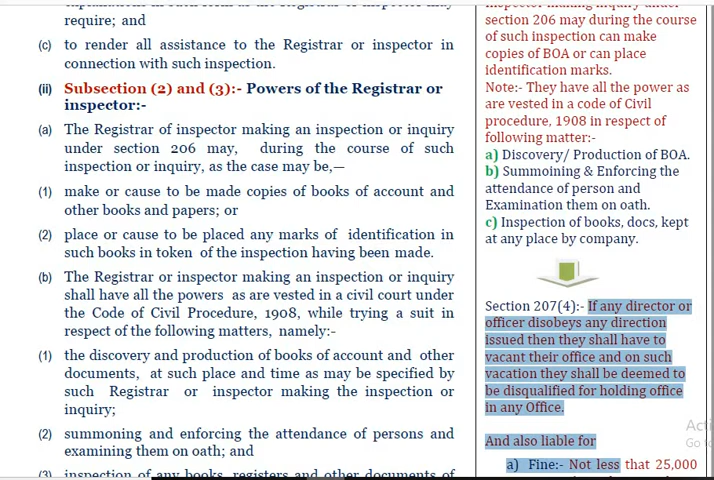 require; and
(c) to render all assistance to the Registrar or inspector in
connection with such inspection.
(ii) Subsection (2) and (3):- Powers of the Registrar or
inspector:-
(a) The Registrar of inspector making an inspection or inquiry
under section 206 may, during the course of such
inspection or inquiry, as the case may be,—
(1) make or cause to be made copies of books of account and
other books and papers; or
(2) place or cause to be placed any marks of identification in
such books in token of the inspection having been made.
(b) The Registrar or inspector making an inspection or inquiry
shall have all the powers as are vested in a civil court under
the Code of Civil Procedure, 1908, while trying a suit in
respect of the following matters, namely:-
(1) the discovery and production of books of account and other
documents, at such place and time as may be specified by
such Registrar or inspector making the inspection or
inquiry;
(2) summoning and enforcing the attendance of persons and
examining them on oath; and
(3) inspection of any books, registers and other documents of
section 206 may during the course
of such inspection can make
copies of BOA or can place
identification marks.
Note:- They have all the power as
are vested in a code of Civil
procedure, 1908 in respect of
following matter:-
a) Discovery/ Production of BOA.
b) Summoining & Enforcing the
attendance of person and
Examination them on oath.
c) Inspection of books, docs, kept
at any place by company.
Section 207(4):- If any director or
officer disobeys any direction
issued then they shall have to
vacant their office and on such
vacation they shall be deemed to
be disqualified for holding office
in any Office.
And also liable for
a) Fine:- Not less that 25,000